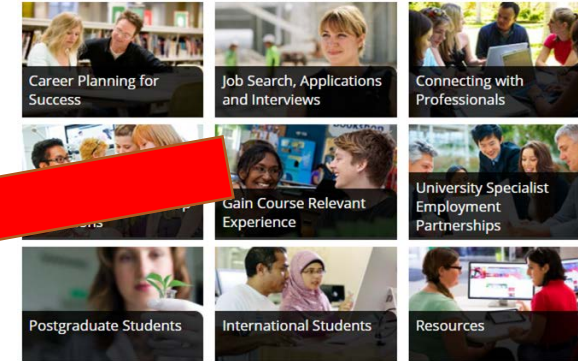 Career Planning for
Success
Job Search, Applications
and Interviews
Connecting with
Professionals
Gain Course Relevant
Experience
University Specialist
Employment
Partnerships
Postgraduate Students
International Students
Resources